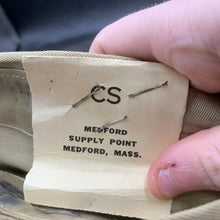 CS
MEDFORD
SUPPLY POINT
MEDFORD, MASS.